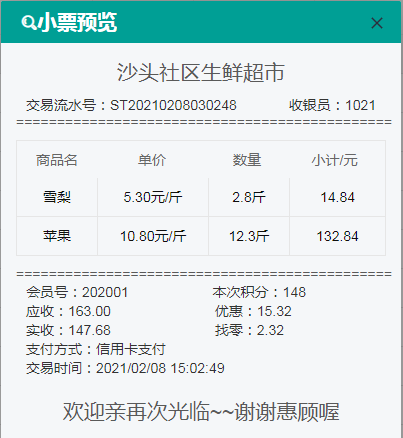 小票预览
沙头社区生鲜超市
交易流水号：ST20210208030248 收银员：1021
==========================================
商品名 单价 数量 小计/元
雪梨 5.30元/斤 2.8斤 14.84
苹果 10.80元/斤 12.3斤 132.84
==========================================
会员号：202001 本次积分：148
应收：163.00 优惠：15.32
实收：147.68 找零：2.32
支付方式：信用卡支付
交易时间：2021/02/08 15:02:49
欢迎亲再次光临~~谢谢惠顾喔